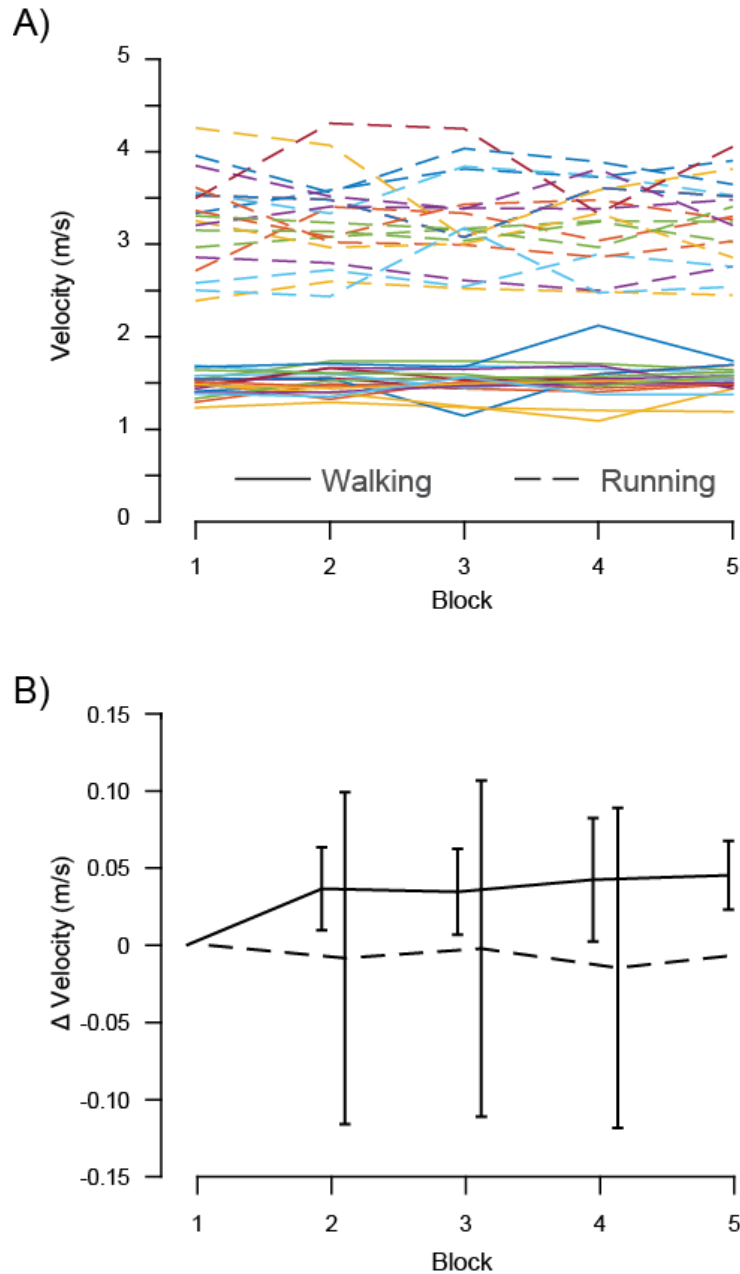 A)
Velocity (m/s)
5
4
3
2
1
0
Walking
Running
1 2 3 4 5
Block
B)
Δ Velocity (m/s)
0.15
0.10
0.05
0
-0.05
-0.10
-0.15
1 2 3 4 5
Block